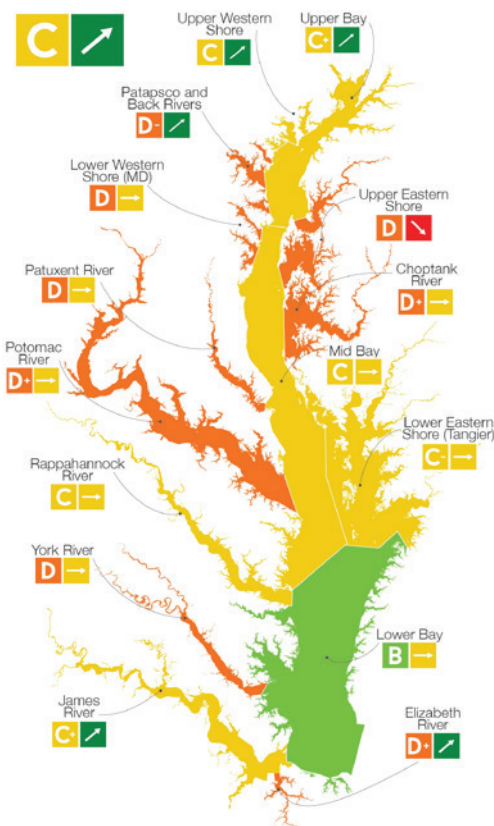 C
Upper Western
Shore
C
Upper Bay
C+
Patapsco and
Back Rivers
D-
Lower Western
Shore (MD)
D
Upper Eastern
Shore
D
Patuxent River
D
Choptank
River
D+
Potomac
River
D+
Mid Bay
C
Lower Eastern
Shore (Tangier)
C-
Rappahannock
River
C
York River
D
Lower Bay
B
James
River
C+
Elizabeth
River
D+